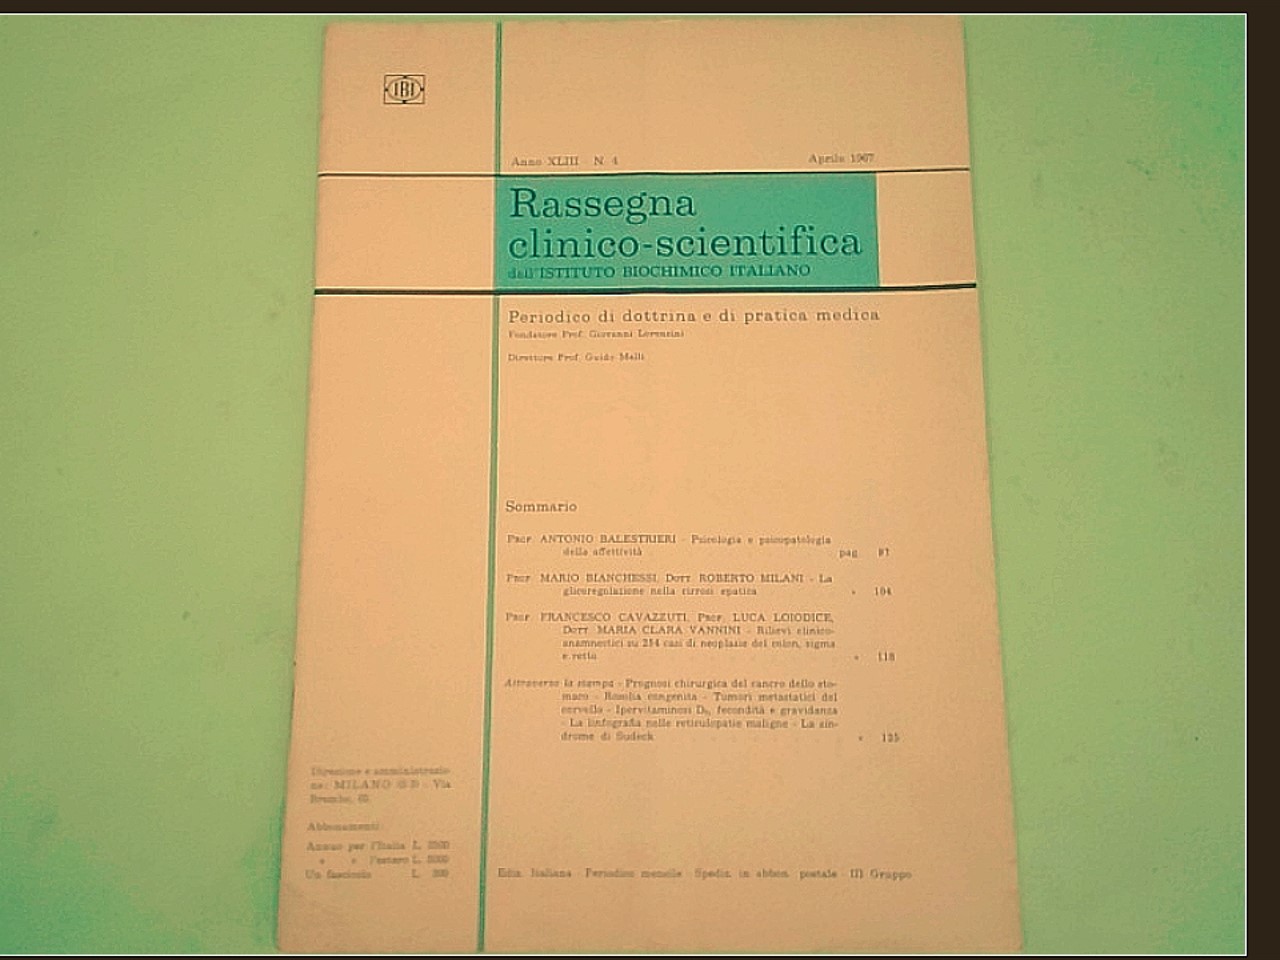 IBI
Anno XLIII N. 4
Aprile 1967
Rassegna
clinico-scientifica
dell'ISTITUTO BIOCHIMICO ITALIANO
Periodico di dottrina e di pratica medica
Fondatore Prof. Giovanni Lorenzini
Direttore Prof. Guido Melli
Sommario
Prof. ANTONIO BALESTRIERI - Psicologia e psicopatologia
della affettività pag. 97
Prof. MARIO BIANCHESSI, Dott. ROBERTO MILANI - La
glicoregolazione nella cirrosi epatica » 104
Prof. FRANCESCO CAVAZZUTI, Prof. LUCA LOIODICE,
Dott. MARIA CLARA VANNINI - Rilievi clinico-
anamnestici su 254 casi di neoplasie del colon, sigma
e retto » 118
Attraverso la stampa - Prognosi chirurgica del cancro dello sto-
maco - Rosolia congenita - Tumori metastatici del
cervello - Ipervitaminosi D, fecondità e gravidanza
- La linfografia nelle reticulopatie maligne - La sin-
drome di Sudeck » 125
Direzione e amministrazio-
ne: MILANO - Via
Abbonamenti:
Annuo per l'Italia L.
» » l'estero L.
Un fascicolo L.
Ediz. Italiana - Periodico mensile - Spediz. in abbon. postale - III Gruppo